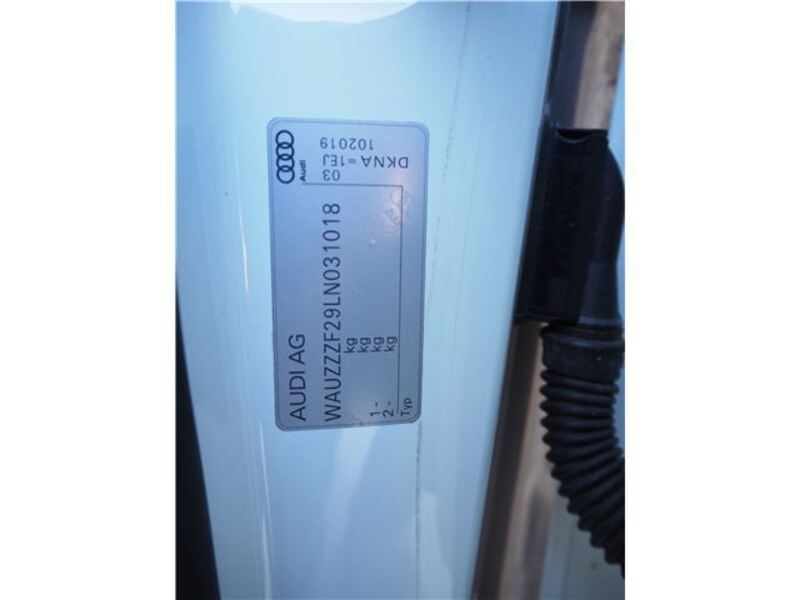 AUDI AG
Audi
WAUZZZF29LN031018
03
102019
kg
kg
1- kg
2- kg
DKNA =1EJ
Typ